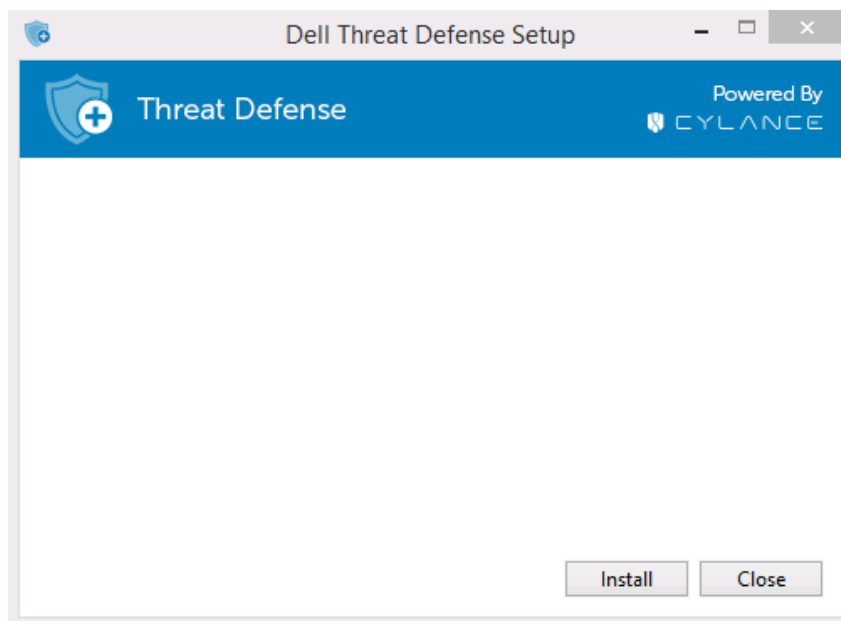 Dell Threat Defense Setup
Threat Defense
Powered By
CYLANCE
Install
Close